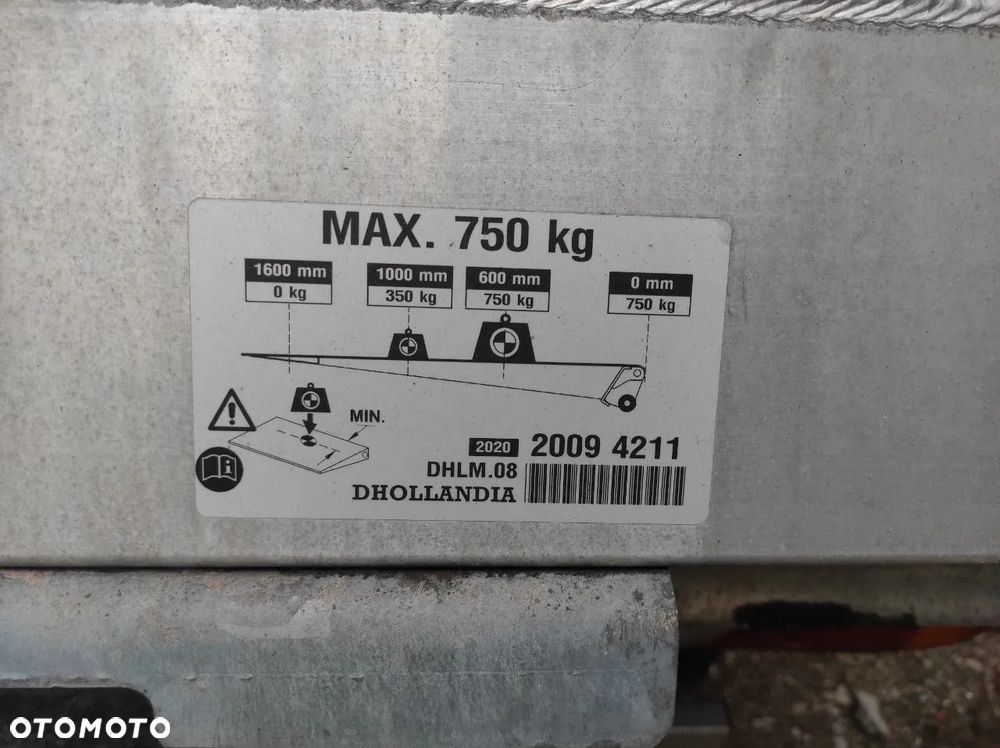 MAX. 750 kg
1600 mm
0 kg
1000 mm
350 kg
600 mm
750 kg
0 mm
750 kg
MIN.
2020 2009 4211
DHLM.08
DHOLLANDIA
OTOMOTO